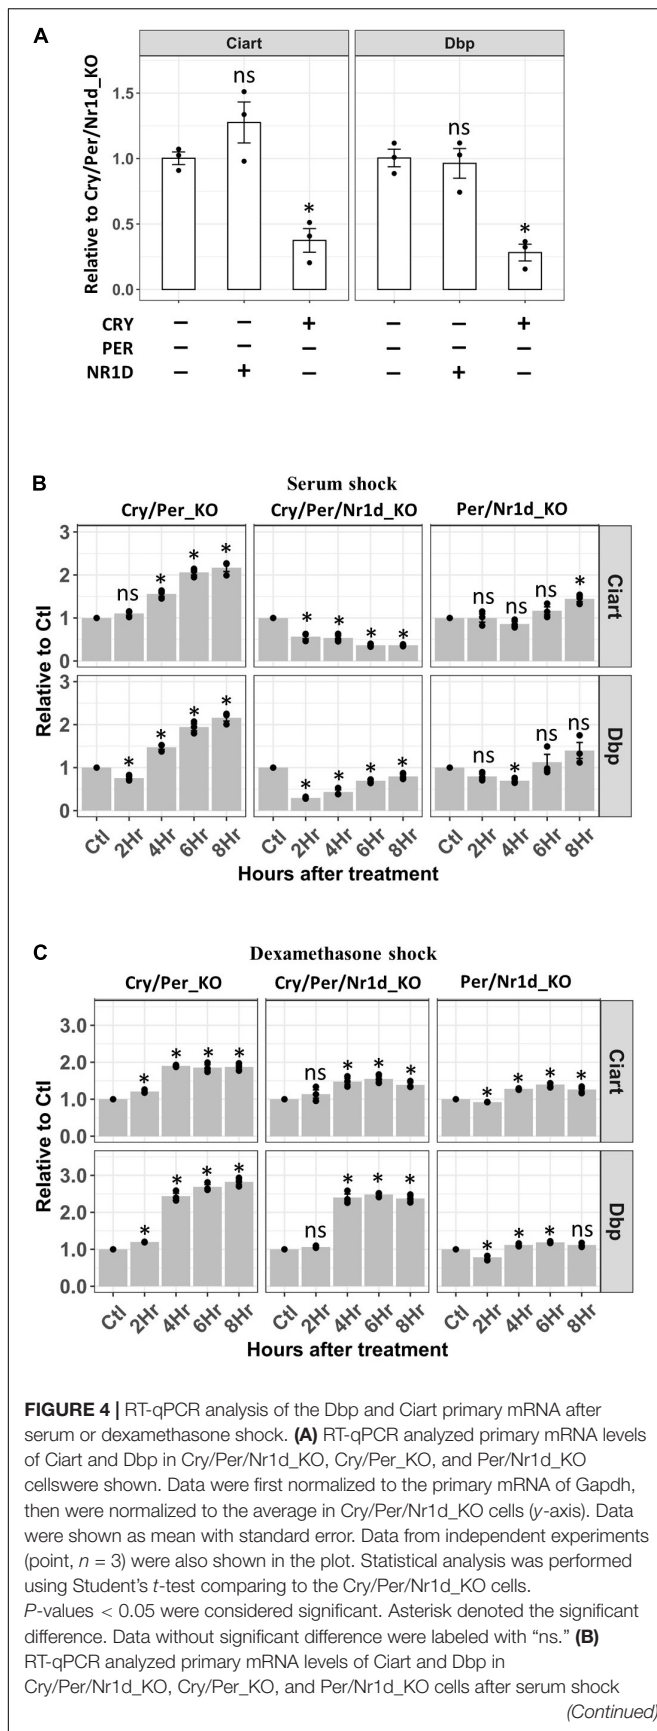 A
Ciart Dbp
Relative to Cry/Per/Nr1d_KO
1.5
1.0
0.5
0.0
ns
*
ns
*
CRY − − + − − +
PER − − − − − −
NR1D − + − − + −
B
Serum shock
Cry/Per_KO Cry/Per/Nr1d_KO Per/Nr1d_KO
Relative to Ctl
3
2
1
0
ns * * *
* * * *
ns ns ns *
Ciart
3
2
1
0
* * * *
* * * *
ns * ns ns
Dbp
Ctl 2Hr 4Hr 6Hr 8Hr Ctl 2Hr 4Hr 6Hr 8Hr Ctl 2Hr 4Hr 6Hr 8Hr
Hours after treatment
C
Dexamethasone shock
Cry/Per_KO Cry/Per/Nr1d_KO Per/Nr1d_KO
Relative to Ctl
3.0
2.0
1.0
0.0
* * * *
ns * * *
* * * *
Ciart
3.0
2.0
1.0
0.0
* * * *
ns * * *
* * * ns
Dbp
Ctl 2Hr 4Hr 6Hr 8Hr Ctl 2Hr 4Hr 6Hr 8Hr Ctl 2Hr 4Hr 6Hr 8Hr
Hours after treatment
FIGURE 4 | RT-qPCR analysis of the Dbp and Ciart primary mRNA after
serum or dexamethasone shock. (A) RT-qPCR analyzed primary mRNA levels
of Ciart and Dbp in Cry/Per/Nr1d_KO, Cry/Per_KO, and Per/Nr1d_KO
cellswere shown. Data were first normalized to the primary mRNA of Gapdh,
then were normalized to the average in Cry/Per/Nr1d_KO cells (y-axis). Data
were shown as mean with standard error. Data from independent experiments
(point, n = 3) were also shown in the plot. Statistical analysis was performed
using Student's t-test comparing to the Cry/Per/Nr1d_KO cells.
P-values < 0.05 were considered significant. Asterisk denoted the significant
difference. Data without significant difference were labeled with “ns.” (B)
RT-qPCR analyzed primary mRNA levels of Ciart and Dbp in
Cry/Per/Nr1d_KO, Cry/Per_KO, and Per/Nr1d_KO cells after serum shock
(Continued)